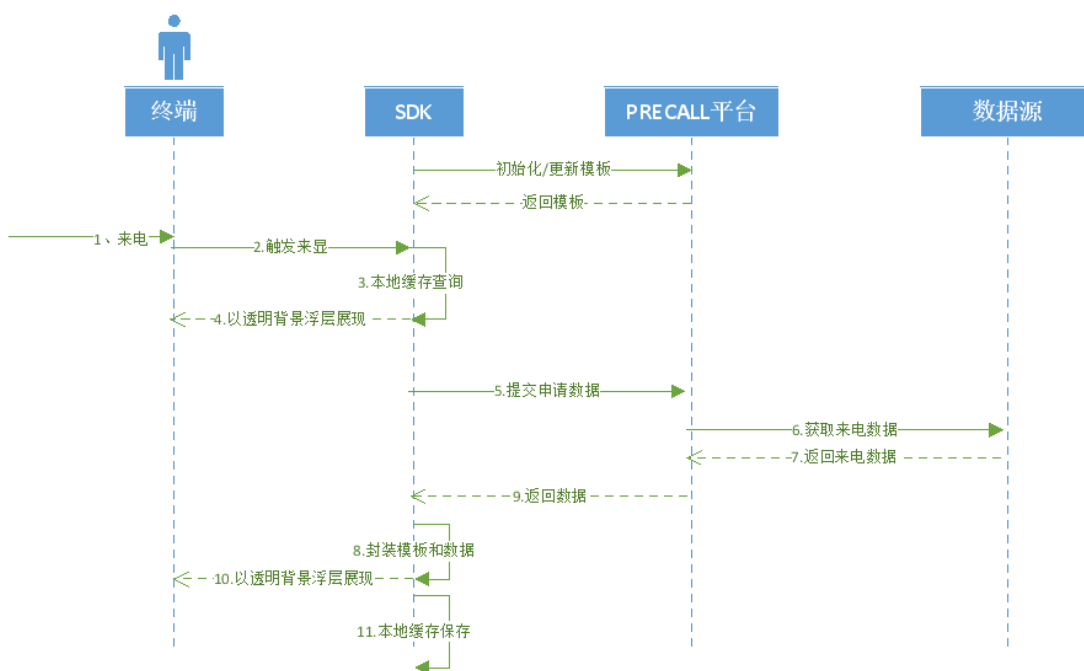 终端
SDK
PRECALL平台
数据源
初始化/更新模板
返回模板
1、来电
2.触发来显
3.本地缓存查询
4.以透明背景浮层展现
5.提交申请数据
6.获取来电数据
7.返回来电数据
9.返回数据
8.封装模板和数据
10.以透明背景浮层展现
11.本地缓存保存